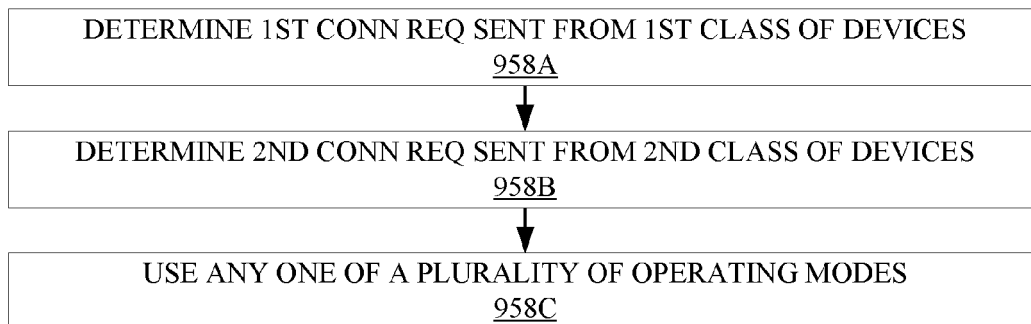 DETERMINE 1ST CONN REQ SENT FROM 1ST CLASS OF DEVICES
958A
DETERMINE 2ND CONN REQ SENT FROM 2ND CLASS OF DEVICES
958B
USE ANY ONE OF A PLURALITY OF OPERATING MODES
958C